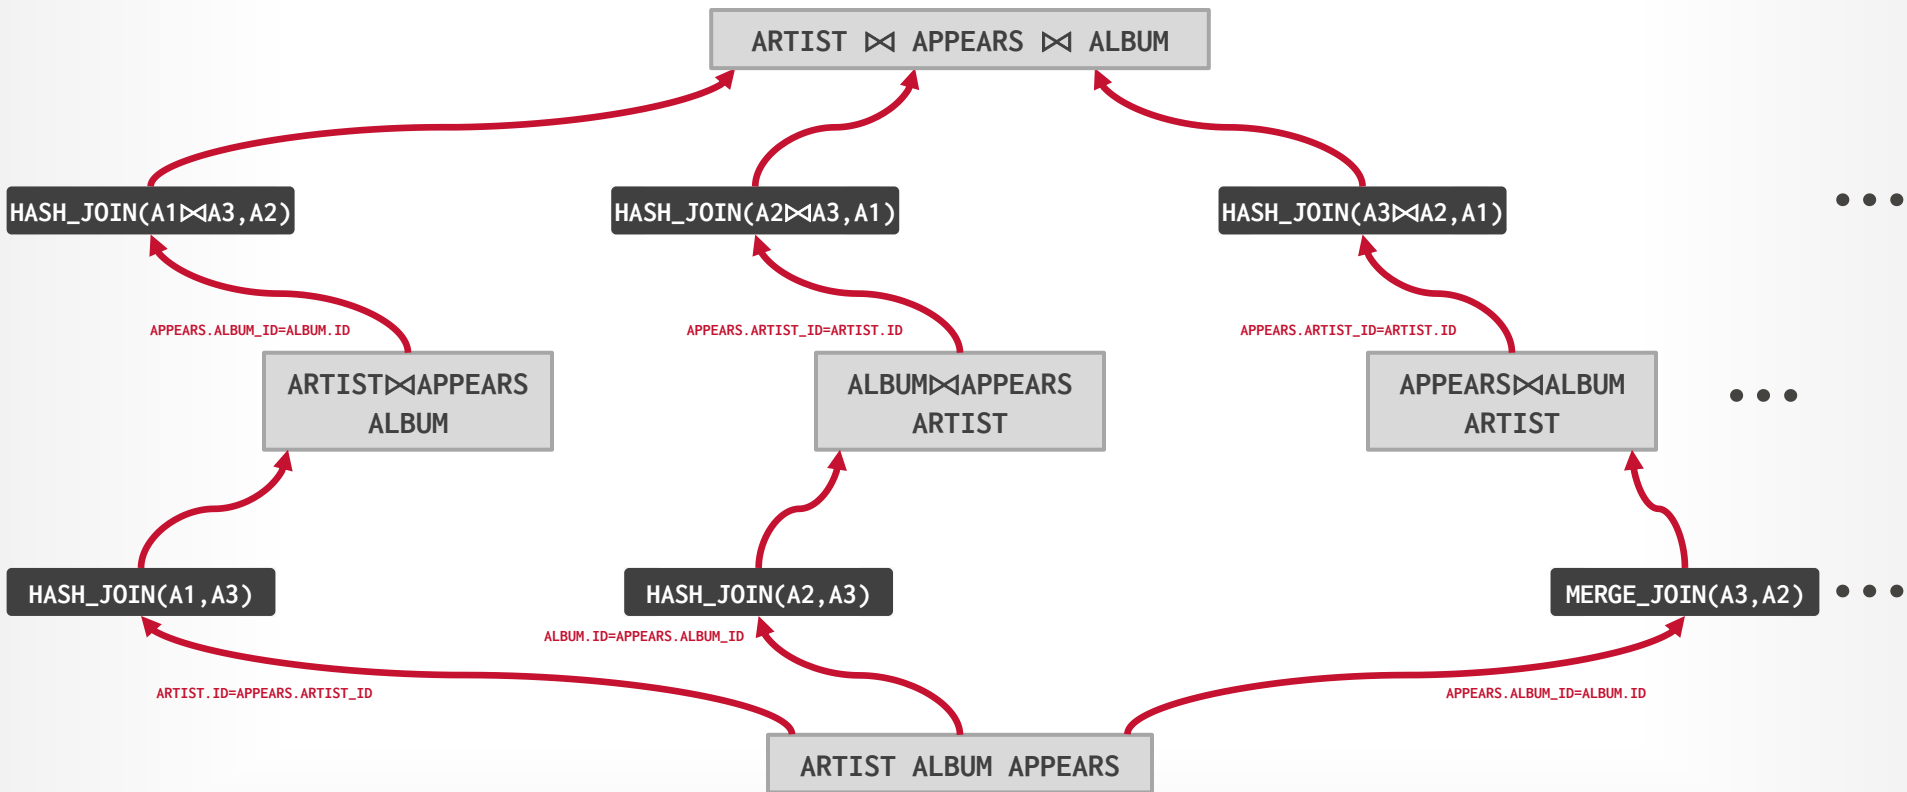 ARTIST ⋈ APPEARS ⋈ ALBUM
HASH_JOIN(A1⋈A3,A2)
HASH_JOIN(A2⋈A3,A1)
HASH_JOIN(A3⋈A2,A1)
APPEARS.ALBUM_ID=ALBUM.ID
APPEARS.ARTIST_ID=ARTIST.ID
APPEARS.ARTIST_ID=ARTIST.ID
ARTIST⋈APPEARS
ALBUM
ALBUM⋈APPEARS
ARTIST
APPEARS⋈ALBUM
ARTIST
HASH_JOIN(A1,A3)
HASH_JOIN(A2,A3)
MERGE_JOIN(A3,A2)
ALBUM.ID=APPEARS.ALBUM_ID
ARTIST.ID=APPEARS.ARTIST_ID
APPEARS.ALBUM_ID=ALBUM.ID
ARTIST ALBUM APPEARS